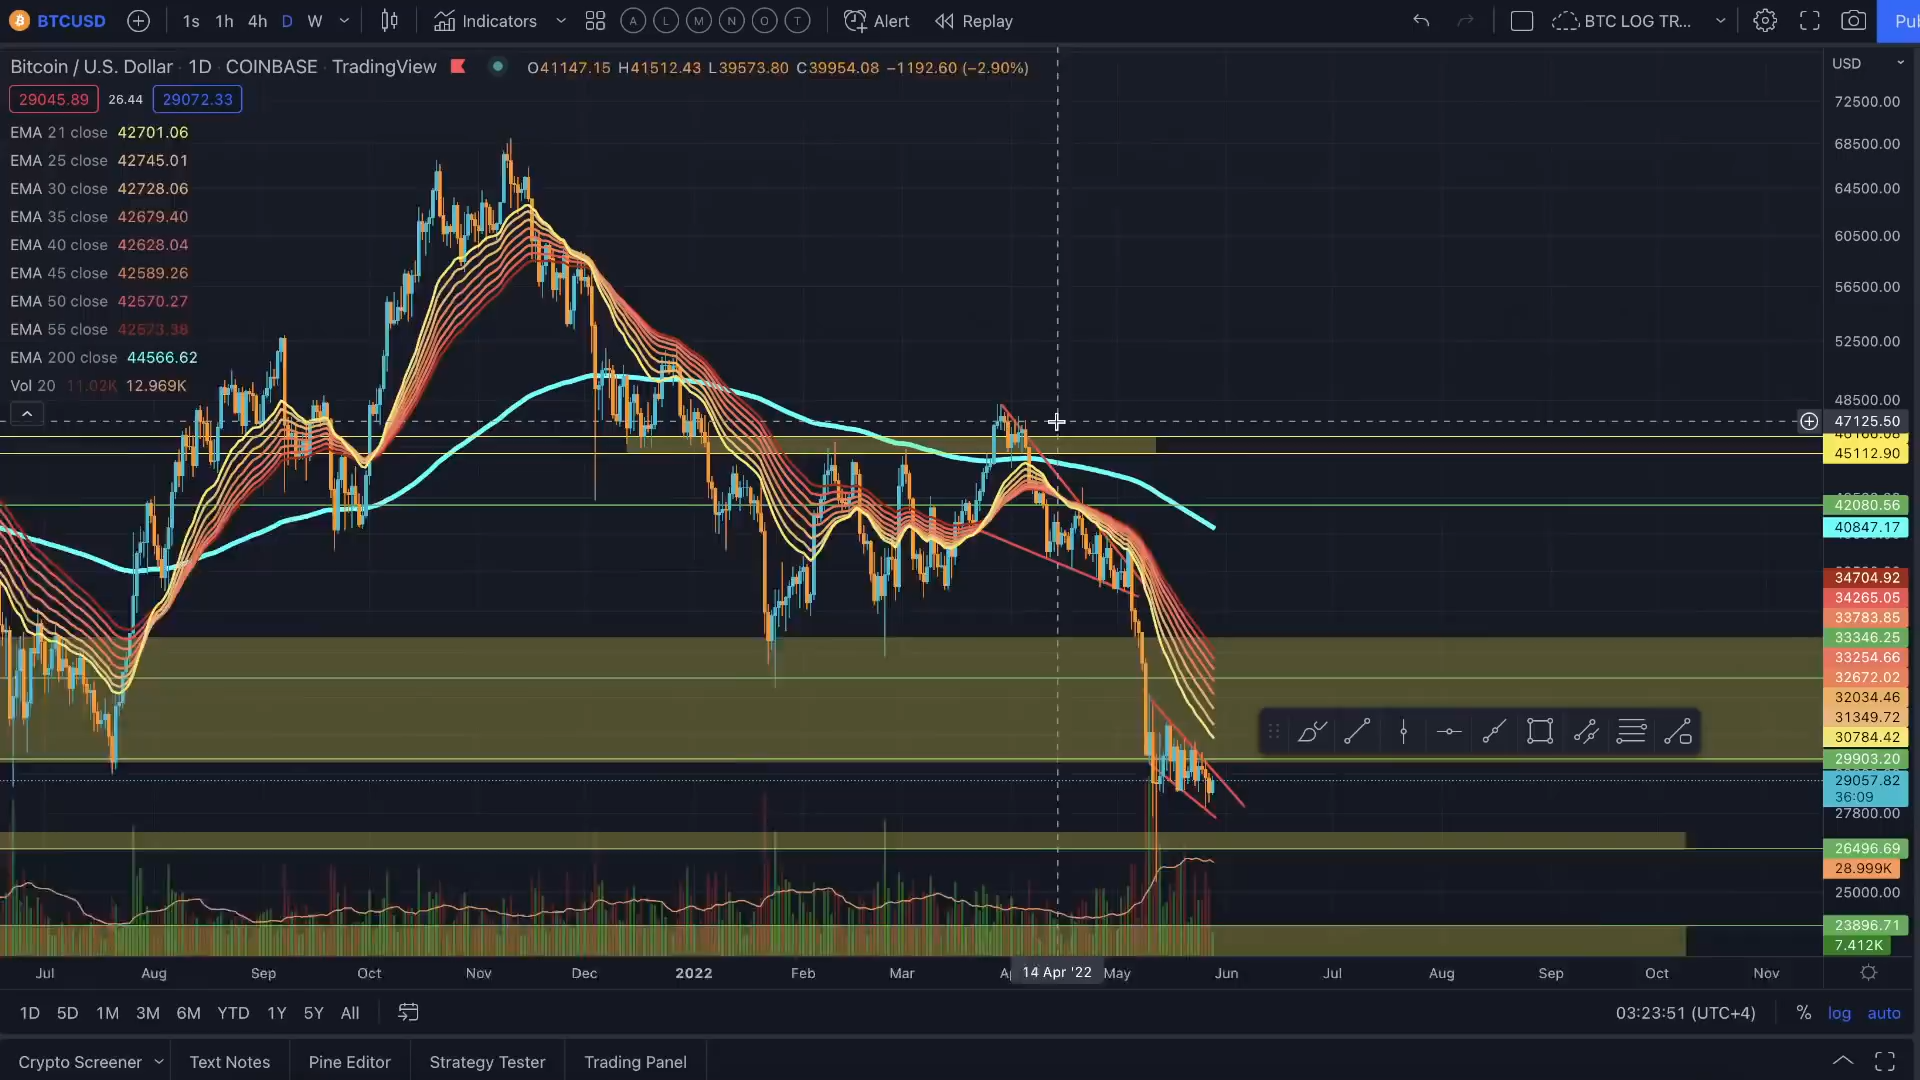 BTCUSD 1s 1h 4h D W Indicators A L M N O T Alert Replay BTC LOG TR...
Bitcoin / U.S. Dollar · 1D · COINBASE · TradingView O41147.15 H41512.43 L39573.80 C39954.08 −1192.60 (−2.90%)
29045.89 26.44 29072.33
EMA 21 close 42701.06
EMA 25 close 42745.01
EMA 30 close 42728.06
EMA 35 close 42679.40
EMA 40 close 42628.04
EMA 45 close 42589.26
EMA 50 close 42570.27
EMA 55 close 42573.38
EMA 200 close 44566.62
Vol 20 11.02K 12.969K
USD
72500.00
68500.00
64500.00
60500.00
56500.00
52500.00
48500.00
47125.50
45112.90
42080.56
40847.17
34704.92
34265.05
33783.85
33346.25
33254.66
32672.02
32034.46
31349.72
30784.42
29903.20
29057.82
36:09
27800.00
26496.69
28.999K
25000.00
23896.71
7.412K
Jul Aug Sep Oct Nov Dec 2022 Feb Mar 14 Apr '22 May Jun Jul Aug Sep Oct Nov
1D 5D 1M 3M 6M YTD 1Y 5Y All 03:23:51 (UTC+4) % log auto
Crypto Screener Text Notes Pine Editor Strategy Tester Trading Panel